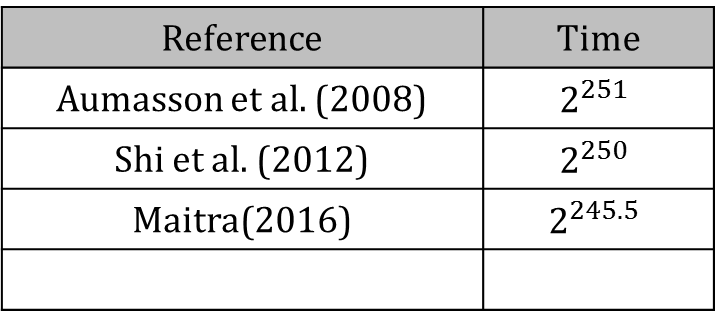 Reference Time
Aumasson et al. (2008) 2^251
Shi et al. (2012) 2^250
Maitra(2016) 2^245.5